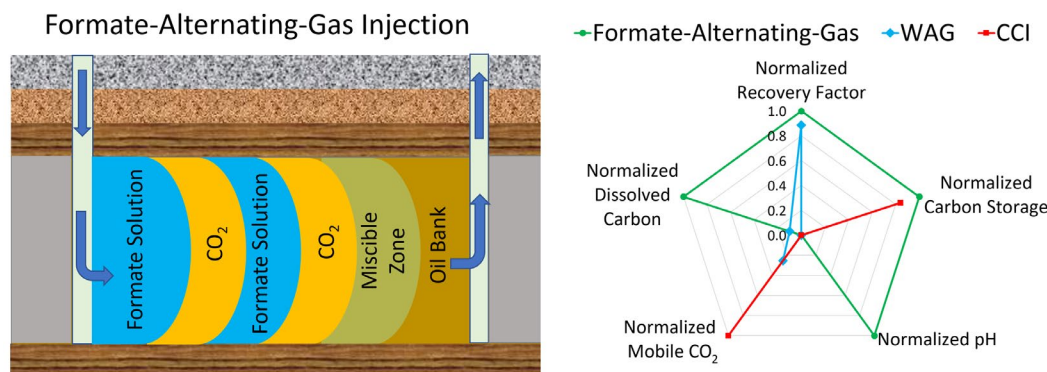 Formate-Alternating-Gas Injection
Formate Solution
CO₂
Formate Solution
CO₂
Miscible
Zone
Oil Bank
Formate-Alternating-Gas
WAG
CCI
Normalized
Recovery Factor
1.0
0.8
0.6
0.4
0.2
0.0
Normalized
Dissolved
Carbon
Normalized
Carbon Storage
Normalized
Mobile CO₂
Normalized pH